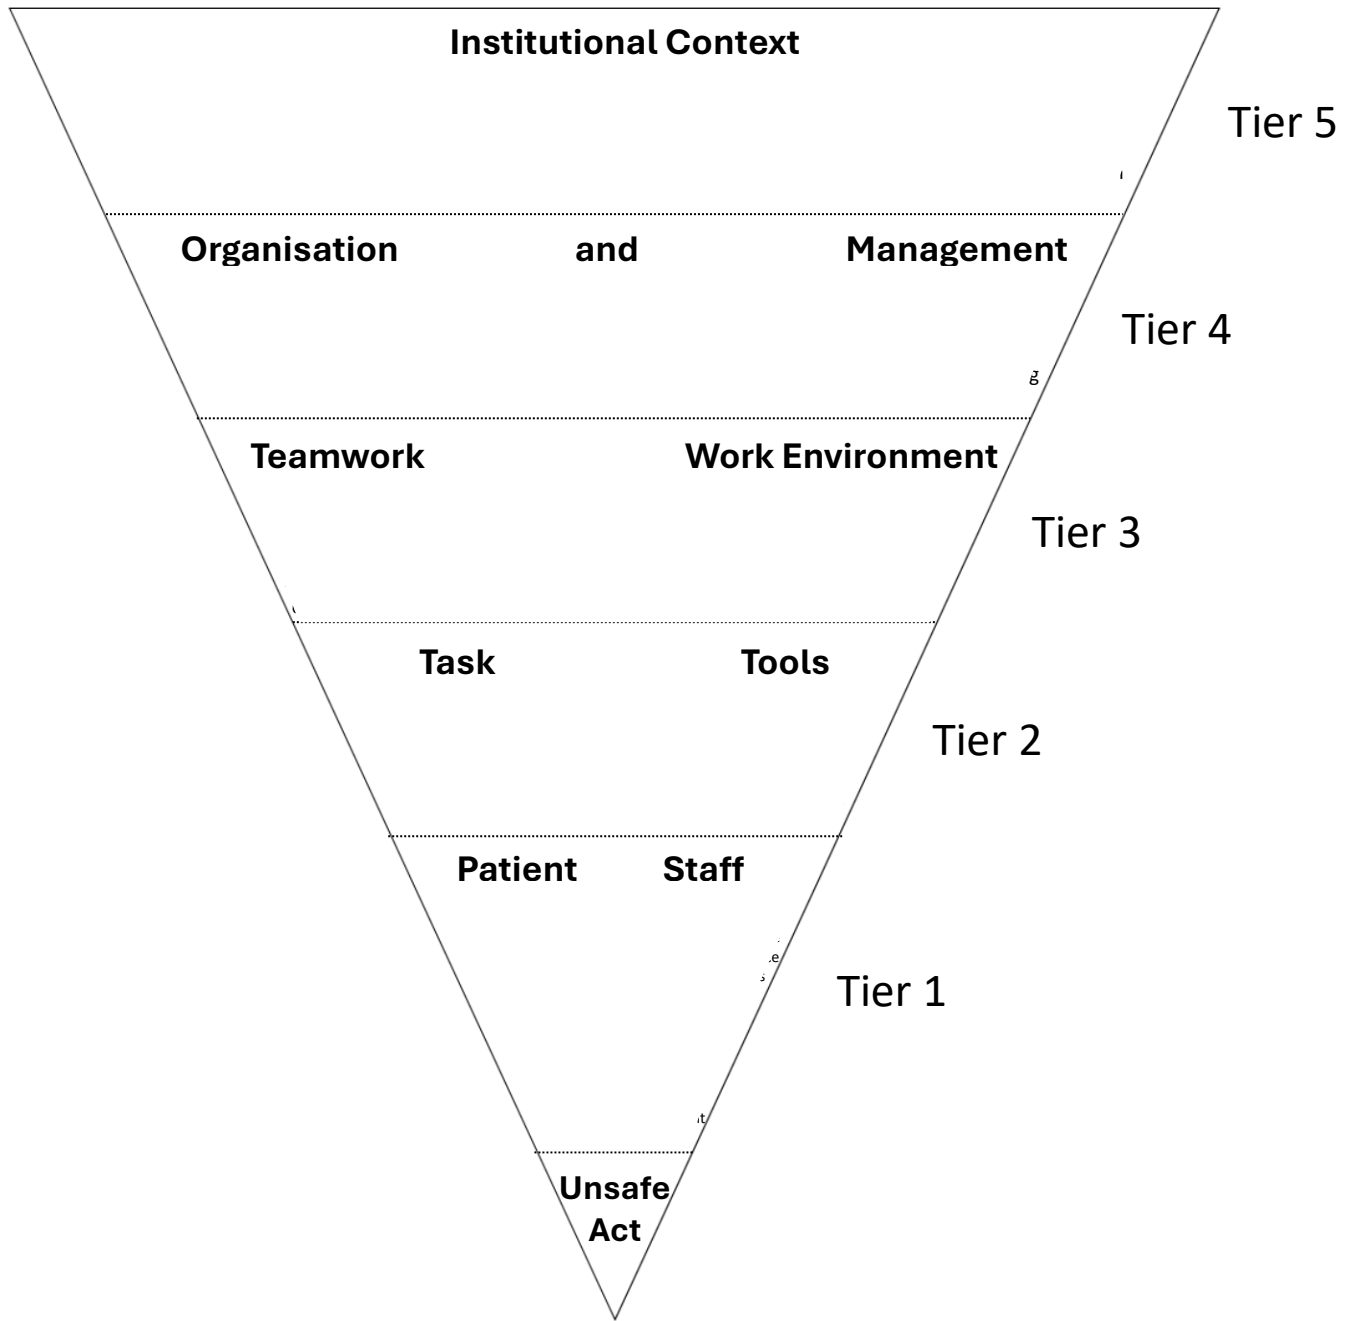 Institutional Context
Tier 5
Organisation and Management
Tier 4
g
Teamwork Work Environment
Tier 3
Task Tools
Tier 2
Patient Staff
Tier 1
Unsafe
Act